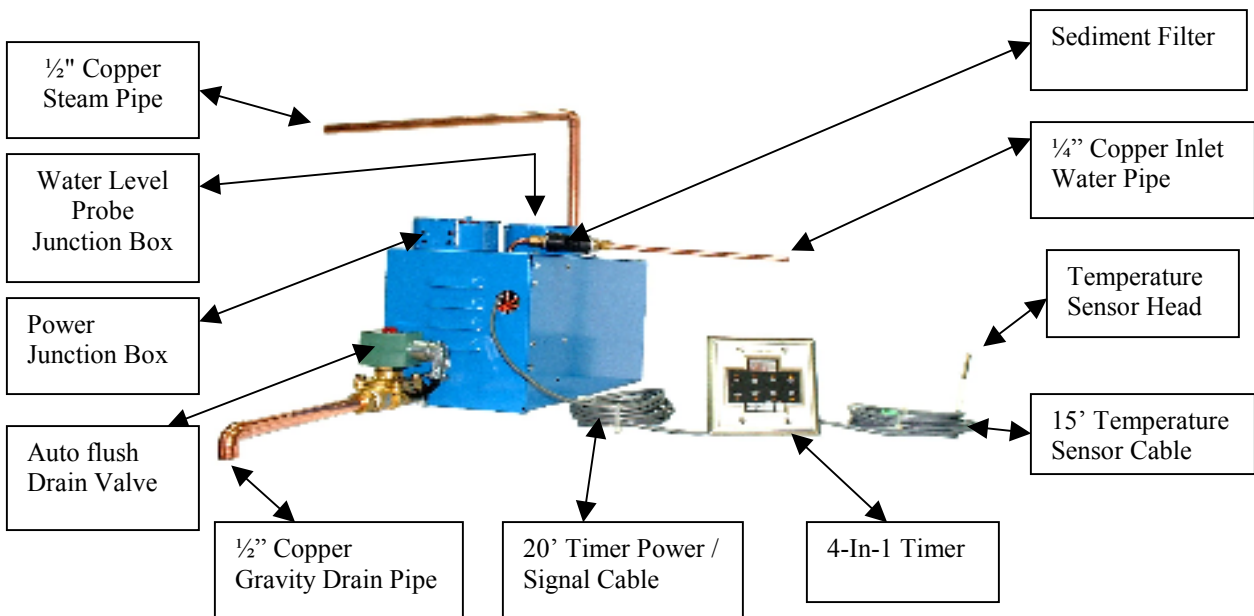 ½" Copper
Steam Pipe
Water Level
Probe
Junction Box
Power
Junction Box
Auto flush
Drain Valve
½” Copper
Gravity Drain Pipe
20’ Timer Power /
Signal Cable
4-In-1 Timer
Sediment Filter
¼” Copper Inlet
Water Pipe
Temperature
Sensor Head
15’ Temperature
Sensor Cable